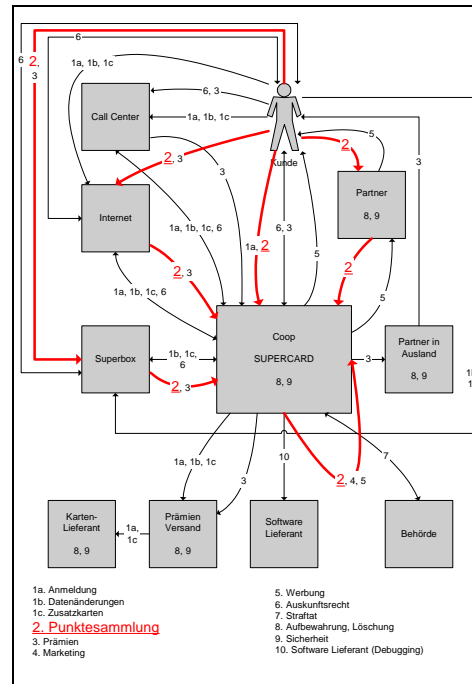 6
6
2,
3
1a, 1b, 1c
6, 3
Call Center
1a, 1b, 1c
Kunde
5
2
3
2, 3
3
Partner
8, 9
Internet
1a, 1b, 1c, 6
1a, 2
6, 3
5
2
2, 3
5
1a, 1b, 1c, 6
Coop
SUPERCARD
8, 9
Partner in
Ausland
8, 9
3
Superbox
1b, 1c,
6
2, 3
10
7
2, 4, 5
1a, 1b, 1c
3
Karten-
Lieferant
8, 9
1a,
1c
Prämien
Versand
8, 9
Software
Lieferant
Behörde
1a. Anmeldung
1b. Datenänderungen
1c. Zusatzkarten
2. Punktesammlung
3. Prämien
4. Marketing
5. Werbung
6. Auskunftsrecht
7. Straftat
8. Aufbewahrung, Löschung
9. Sicherheit
10. Software Lieferant (Debugging)